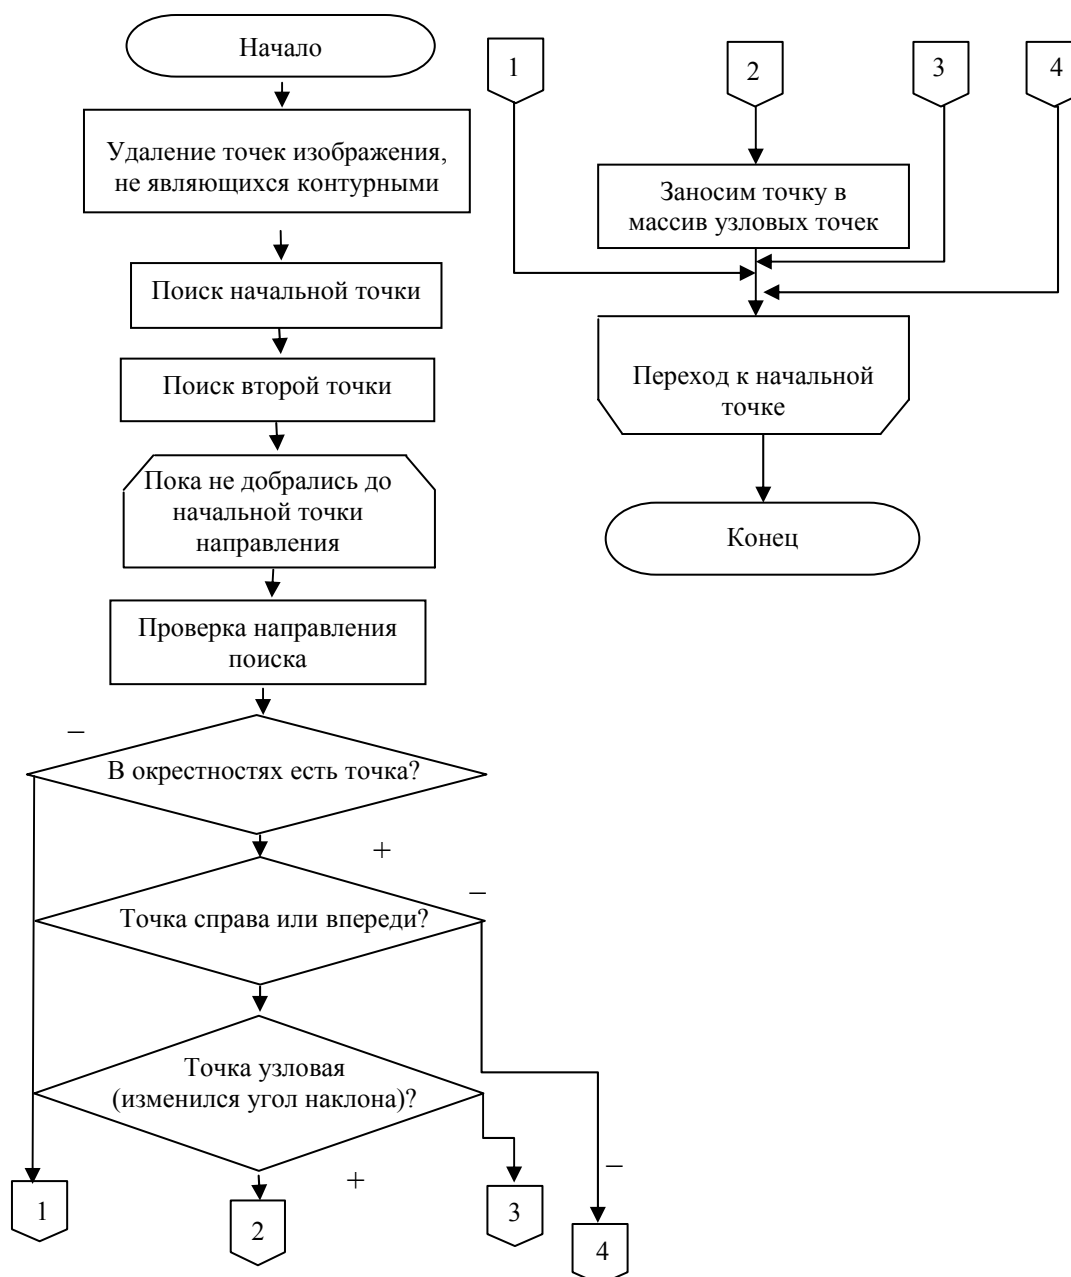 Начало
Удаление точек изображения,
не являющихся контурными
Поиск начальной точки
Поиск второй точки
Пока не добрались до
начальной точки
направления
Проверка направления
поиска
–
В окрестностях есть точка?
+
–
Точка справа или впереди?
Точка узловая
(изменился угол наклона)?
+
–
1
2
3
4
1
2
3
4
Заносим точку в
массив узловых точек
Переход к начальной
точке
Конец